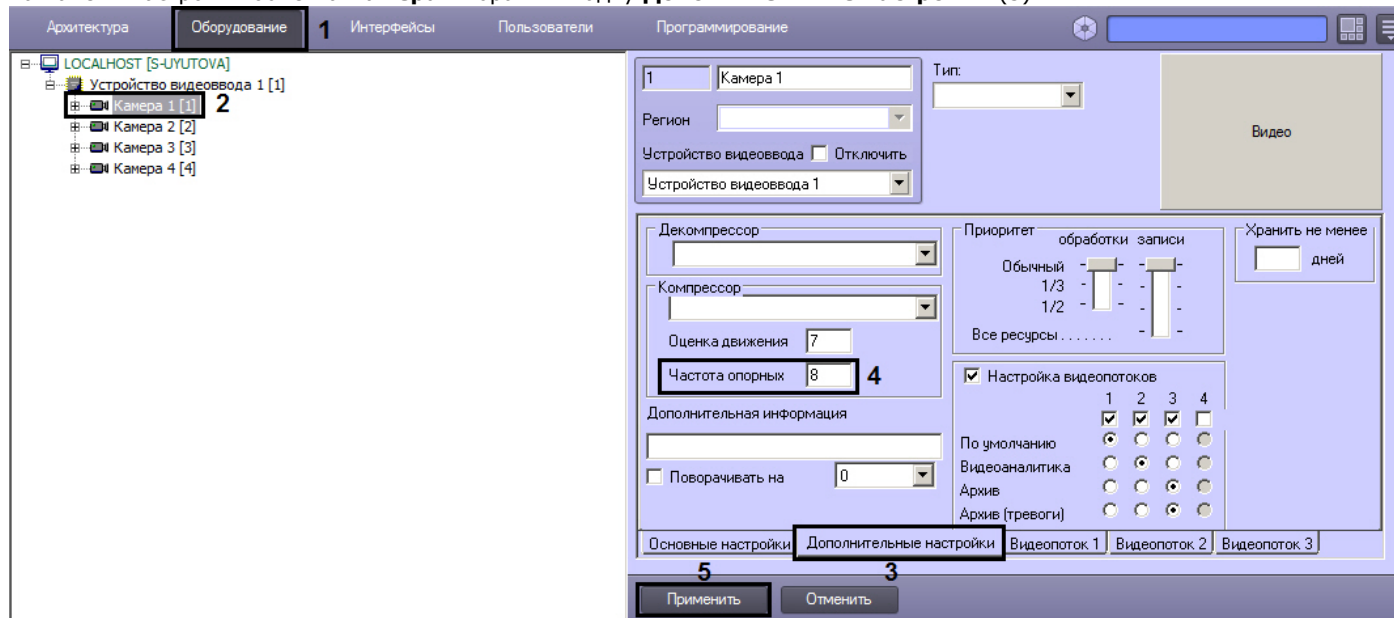 Архитектура Оборудование 1 Интерфейсы Пользователи Программирование
LOCALHOST [S-UYUTOVA]
Устройство видеоввода 1 [1]
Камера 1 [1] 2
Камера 2 [2]
Камера 3 [3]
Камера 4 [4]
1 Камера 1
Тип:
Регион
Устройство видеоввода Отключить
Устройство видеоввода 1
Видео
Декомпрессор
Компрессор
Оценка движения 7
Частота опорных 8 4
Дополнительная информация
Поворачивать на 0
Приоритет
обработки записи
Обычный
1/3
1/2
Все ресурсы . . . . . . .
Хранить не менее
дней
Настройка видеопотоков
1 2 3 4
По умолчанию
Видеоаналитика
Архив
Архив (тревоги)
Основные настройки Дополнительные настройки Видеопоток 1 Видеопоток 2 Видеопоток 3
5 3
Применить Отменить